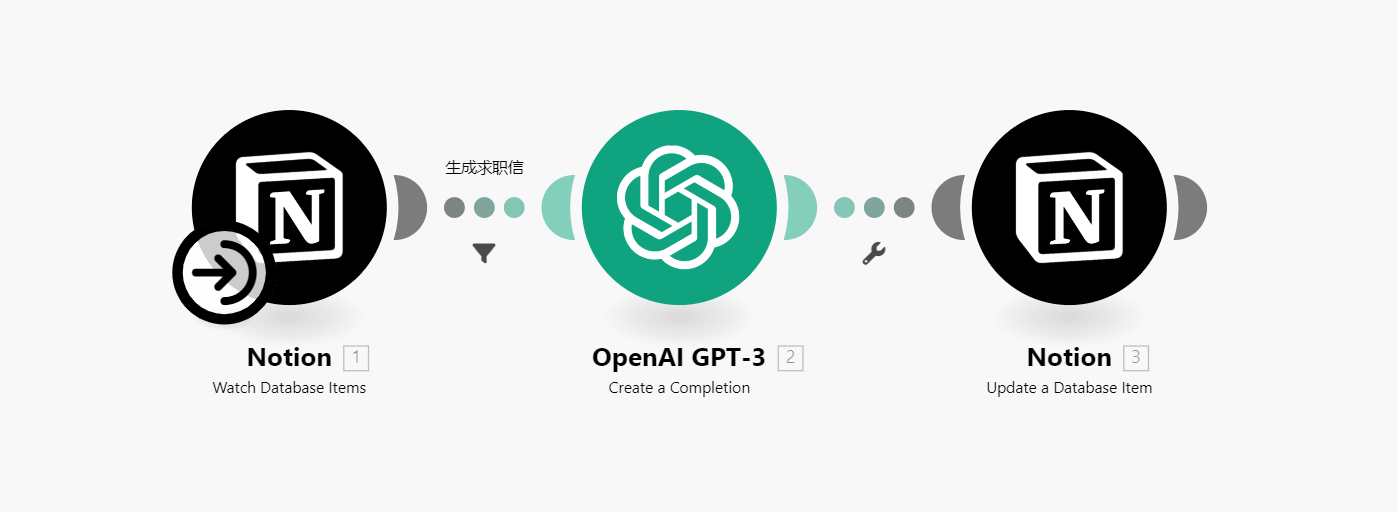 生成求职信
Notion 1
Watch Database Items
OpenAI GPT-3 2
Create a Completion
Notion 3
Update a Database Item